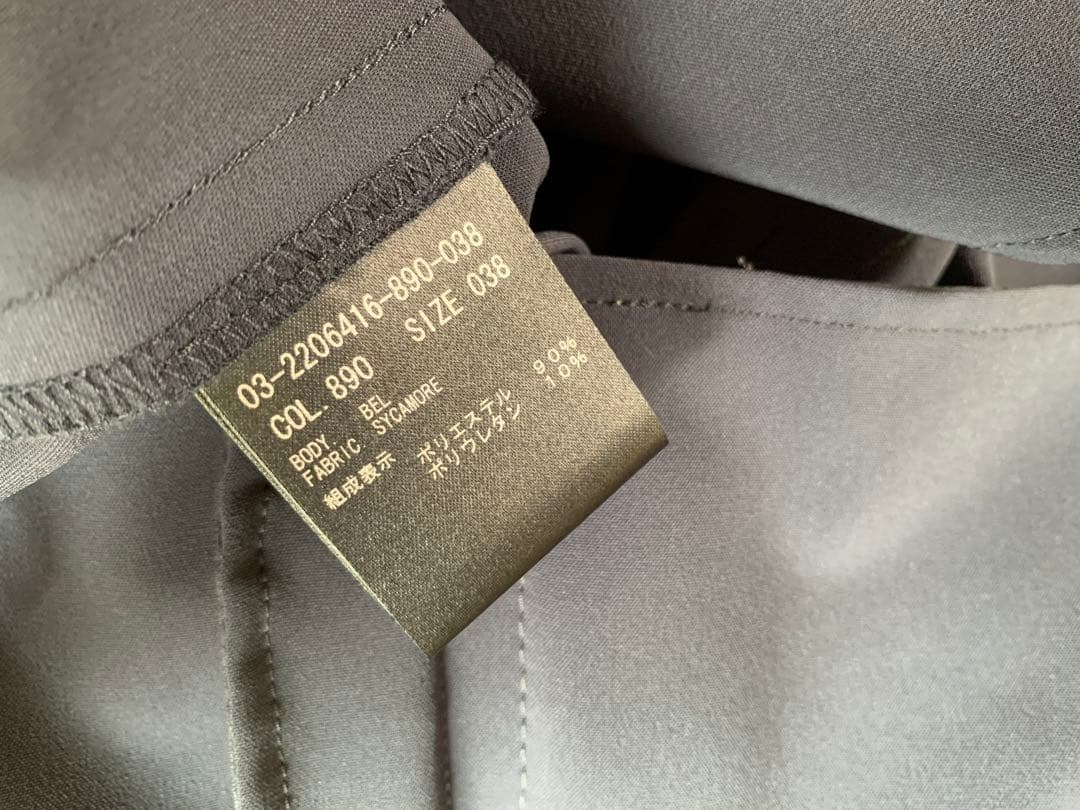 03-2206416-890-038
COL. 890 SIZE 038
BODY BEL
FABRIC SYCAMORE
組成表示 ポリエステル 90%
ポリウレタン 10%